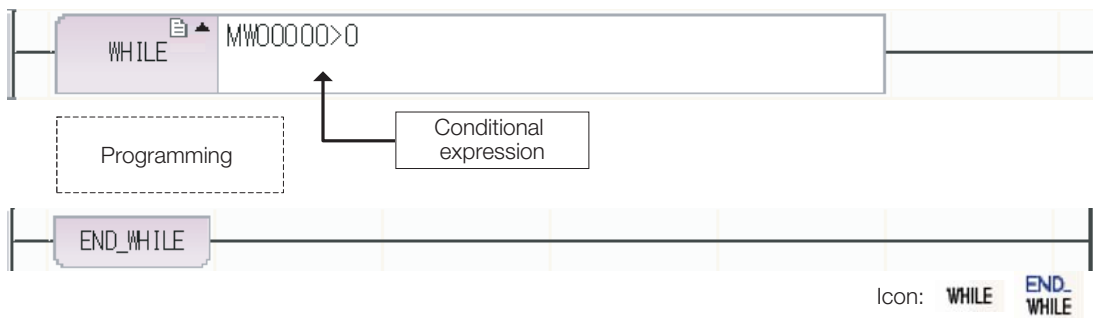 WHILE MW00000>0
Conditional
expression
Programming
END_WHILE
Icon: WHILE END_
WHILE